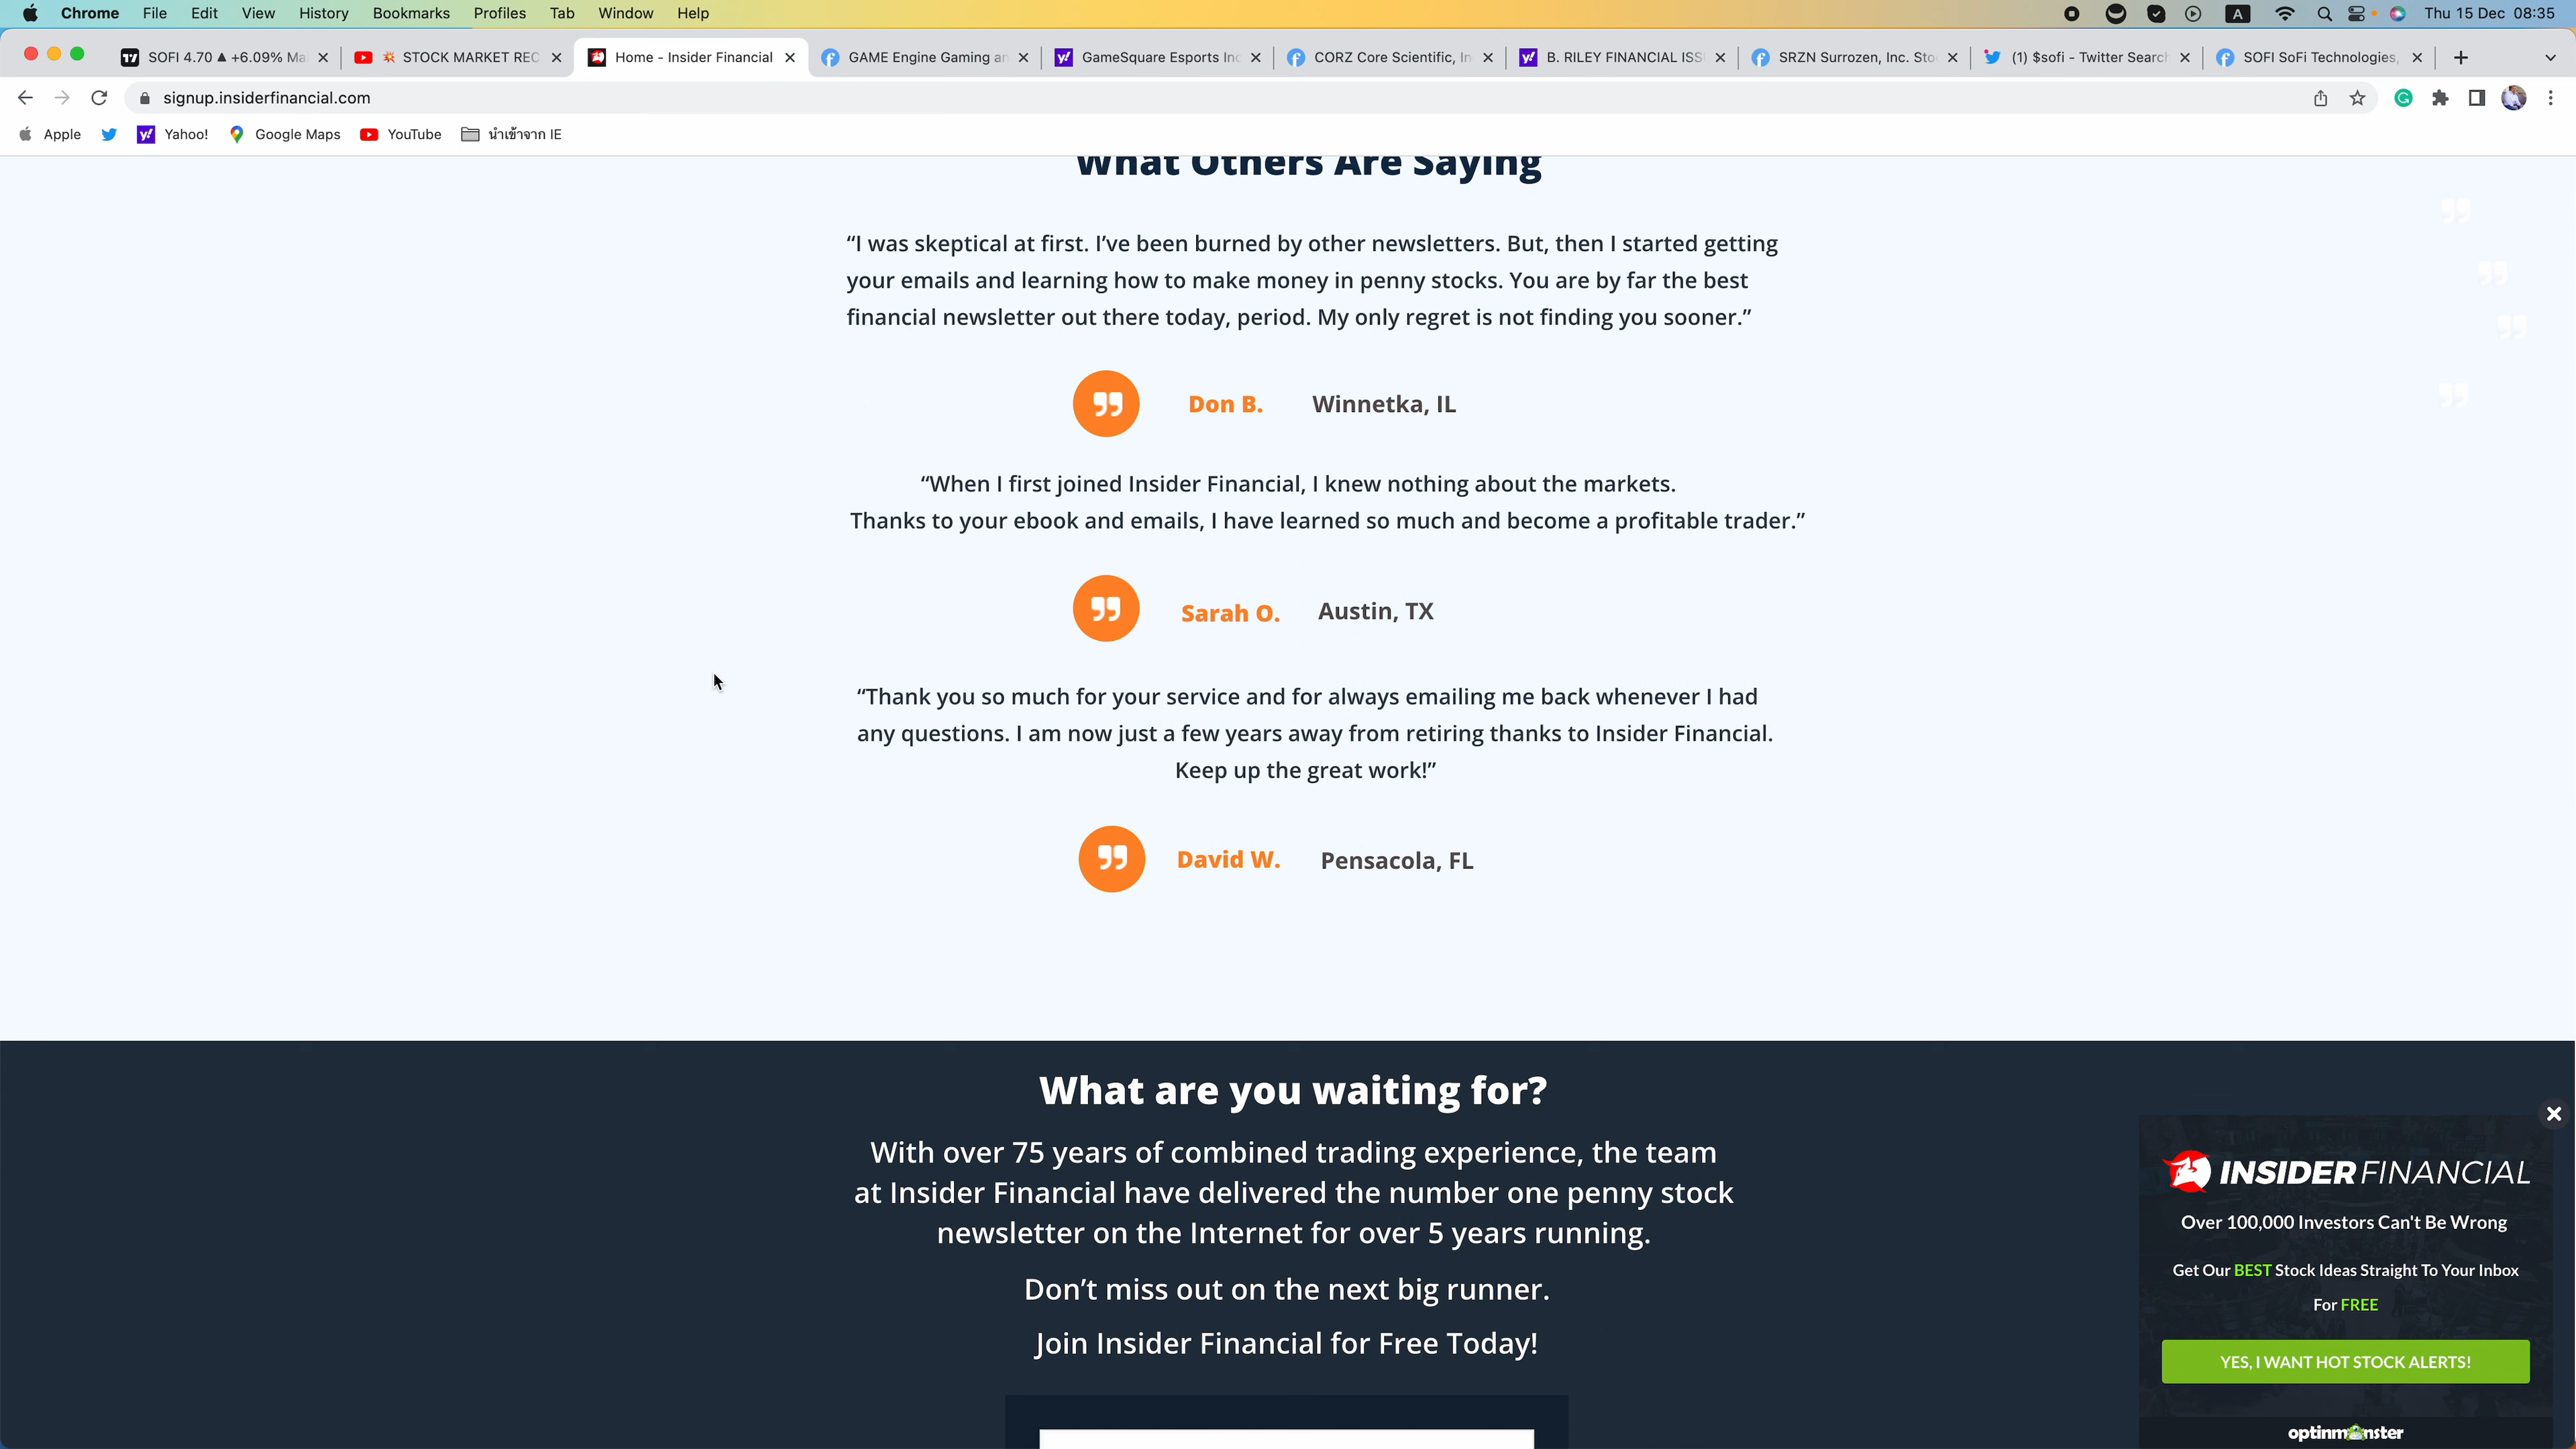 Chrome File Edit View History Bookmarks Profiles Tab Window Help A Thu 15 Dec 08:35
SOFI 4.70 ▲ +6.09% Ma STOCK MARKET REC Home - Insider Financial GAME Engine Gaming an GameSquare Esports Inc CORZ Core Scientific, In B. RILEY FINANCIAL ISS SRZN Surrozen, Inc. Sto (1) $sofi - Twitter Search SOFI SoFi Technologies,
signup.insiderfinancial.com
Apple Yahoo! Google Maps YouTube นำเข้าจาก IE
What Others Are Saying
“I was skeptical at first. I’ve been burned by other newsletters. But, then I started getting
your emails and learning how to make money in penny stocks. You are by far the best
financial newsletter out there today, period. My only regret is not finding you sooner.”
Don B. Winnetka, IL
“When I first joined Insider Financial, I knew nothing about the markets.
Thanks to your ebook and emails, I have learned so much and become a profitable trader.”
Sarah O. Austin, TX
“Thank you so much for your service and for always emailing me back whenever I had
any questions. I am now just a few years away from retiring thanks to Insider Financial.
Keep up the great work!”
David W. Pensacola, FL
What are you waiting for?
With over 75 years of combined trading experience, the team
at Insider Financial have delivered the number one penny stock
newsletter on the Internet for over 5 years running.
Don’t miss out on the next big runner.
Join Insider Financial for Free Today!
INSIDER FINANCIAL
Over 100,000 Investors Can't Be Wrong
Get Our BEST Stock Ideas Straight To Your Inbox
For FREE
YES, I WANT HOT STOCK ALERTS!
optinmonster